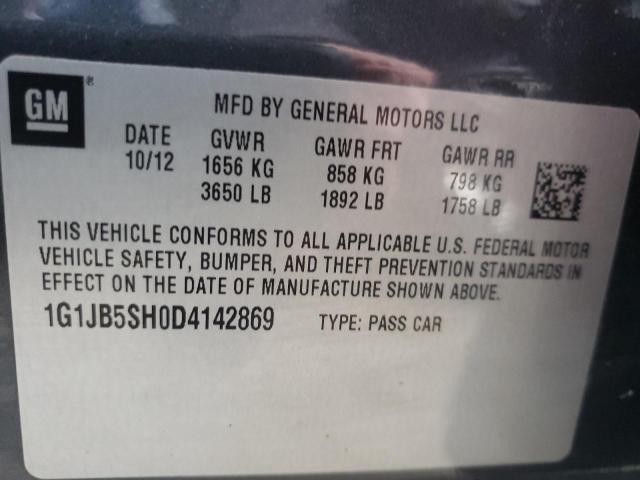 GM ®
MFD BY GENERAL MOTORS LLC
DATE GVWR GAWR FRT GAWR RR
10/12 1656 KG 858 KG 798 KG
3650 LB 1892 LB 1758 LB
THIS VEHICLE CONFORMS TO ALL APPLICABLE U.S. FEDERAL MOTOR
VEHICLE SAFETY, BUMPER, AND THEFT PREVENTION STANDARDS IN
EFFECT ON THE DATE OF MANUFACTURE SHOWN ABOVE.
1G1JB5SH0D4142869 TYPE: PASS CAR